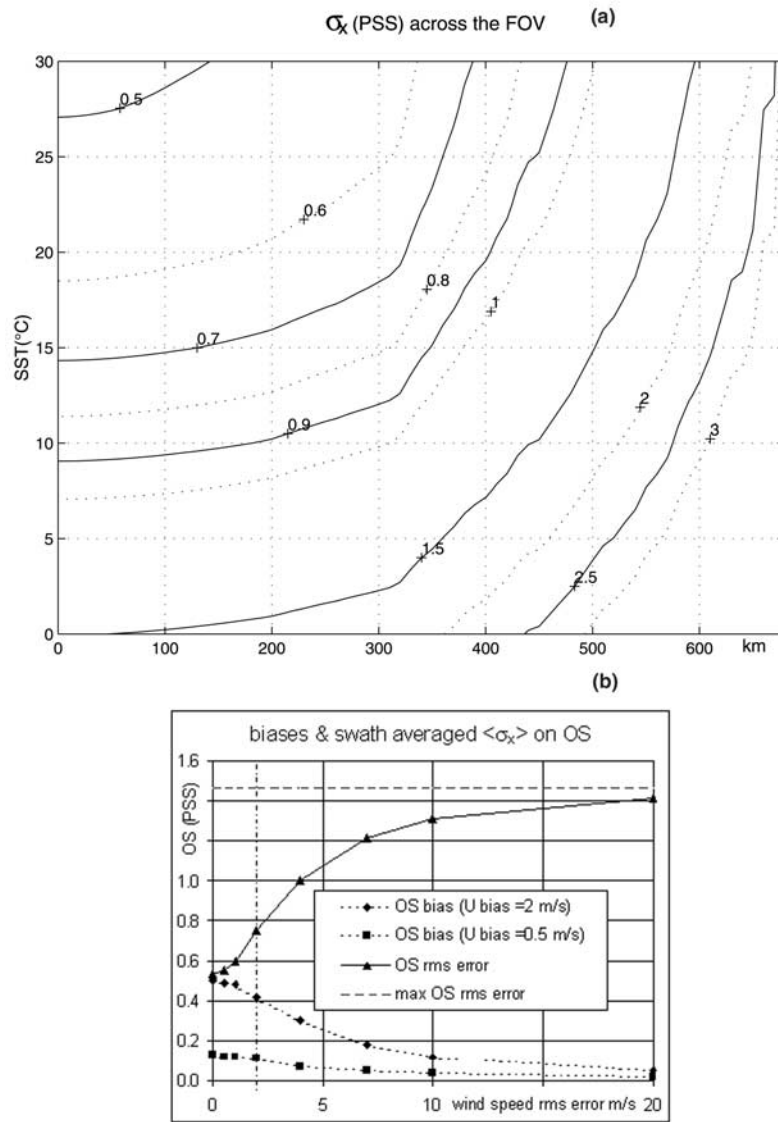 σx (PSS) across the FOV (a)
30
25
20
15
10
5
0
SST(°C)
0.5
0.6
0.7
0.8
0.9
1
1.5
2
2.5
3
0 100 200 300 400 500 600 km
(b)
biases & swath averaged <σx> on OS
OS (PSS)
1.6
1.0
0.8
0.6
0.4
0.2
0.0
OS bias (U bias =2 m/s)
OS bias (U bias =0.5 m/s)
OS rms error
max OS rms error
0 5 10 wind speed rms error m/s 20